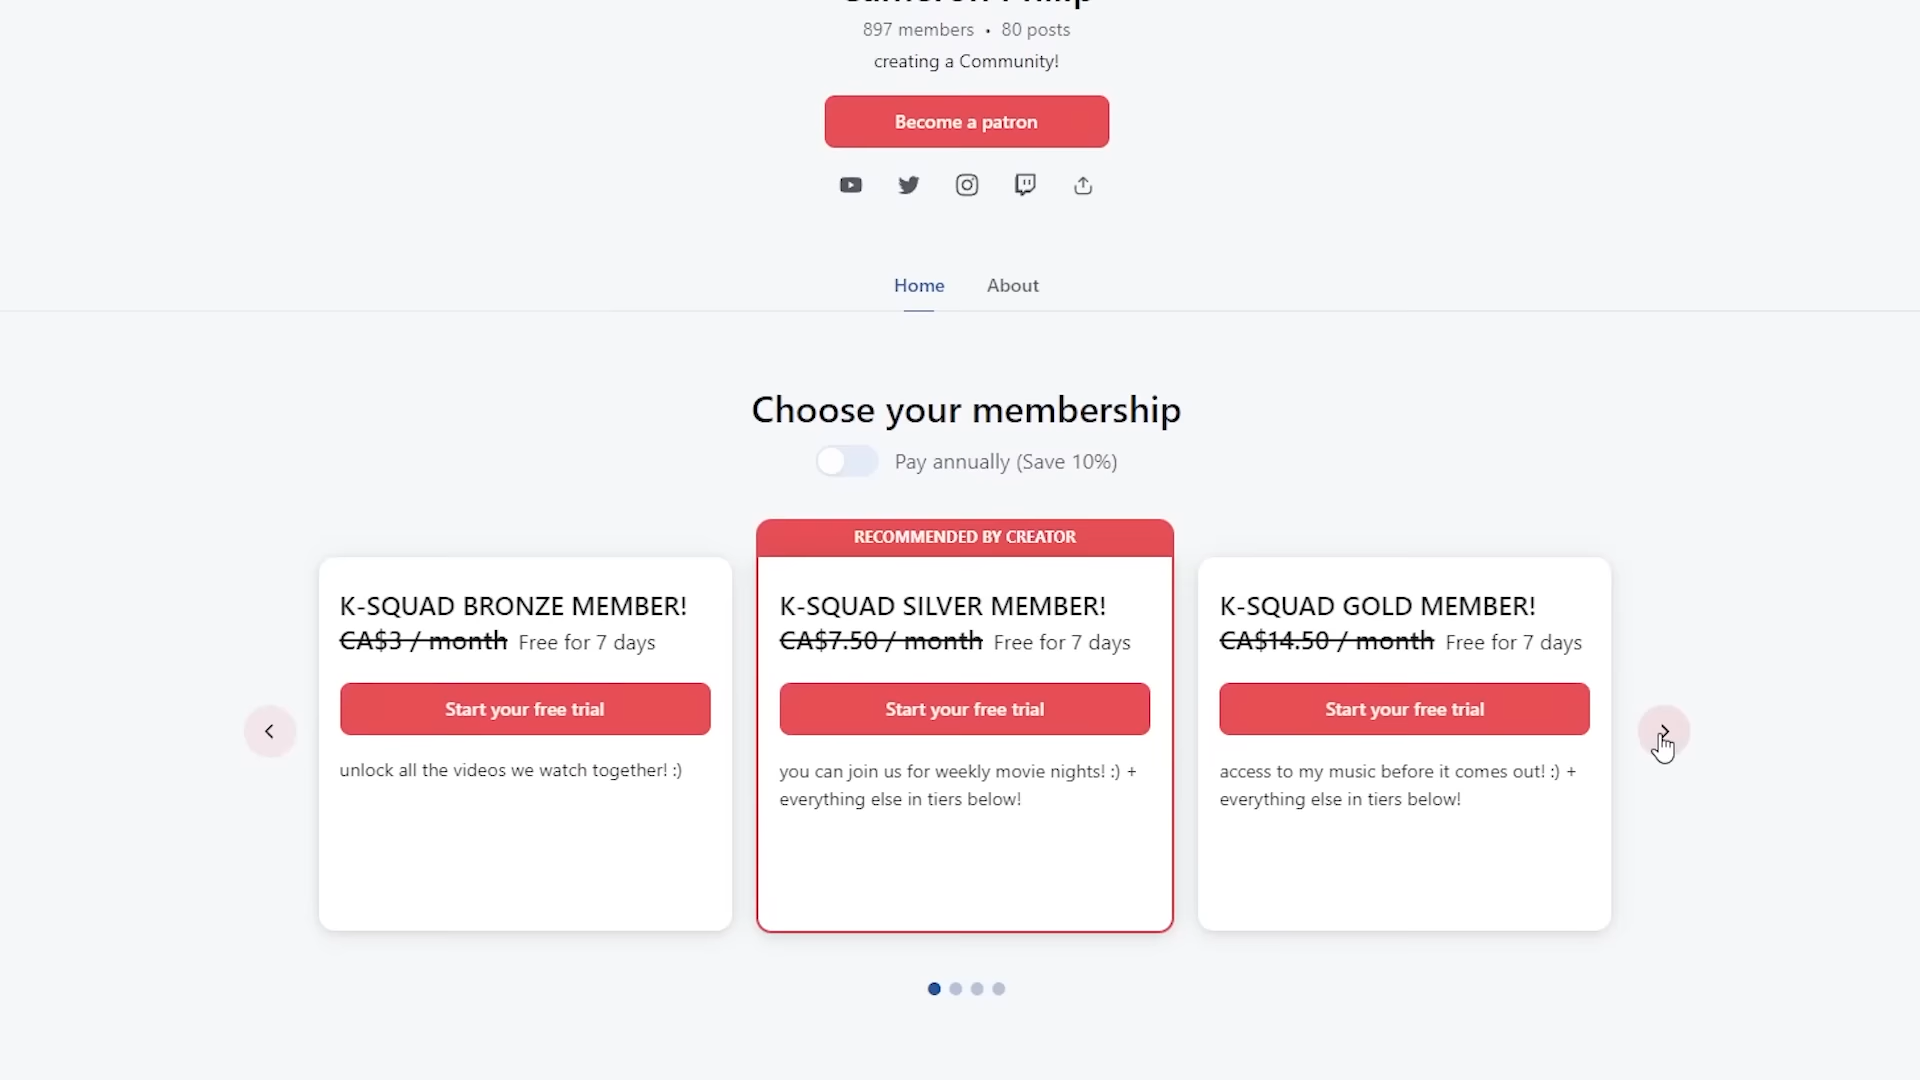 Cameron Philip
897 members • 80 posts
creating a Community!
Become a patron
Home About
Choose your membership
Pay annually (Save 10%)
RECOMMENDED BY CREATOR
K-SQUAD BRONZE MEMBER!
CA$3 / month Free for 7 days
Start your free trial
unlock all the videos we watch together! :)
K-SQUAD SILVER MEMBER!
CA$7.50 / month Free for 7 days
Start your free trial
you can join us for weekly movie nights! :) +
everything else in tiers below!
K-SQUAD GOLD MEMBER!
CA$14.50 / month Free for 7 days
Start your free trial
access to my music before it comes out! :) +
everything else in tiers below!